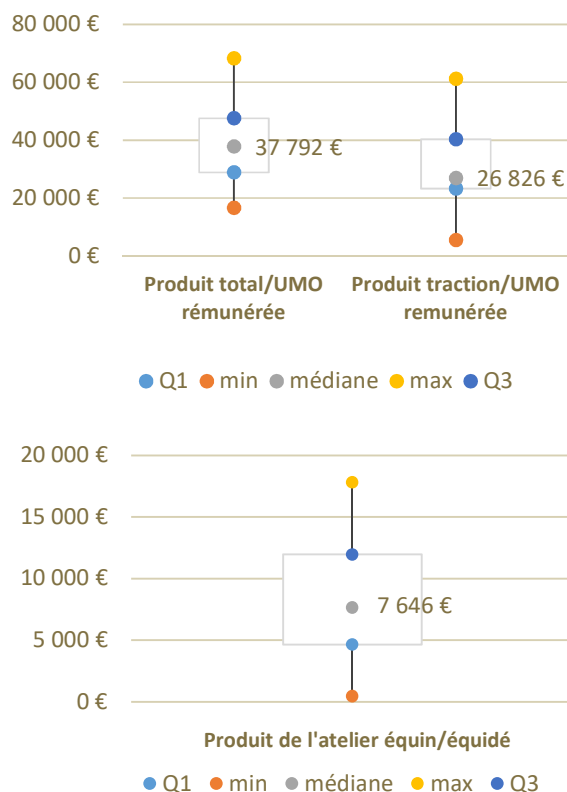 80 000 €
60 000 €
40 000 €
20 000 €
0 €
37 792 €
26 826 €
Produit total/UMO rémunérée
Produit traction/UMO remunérée
Q1 min médiane max Q3
20 000 €
15 000 €
10 000 €
5 000 €
0 €
7 646 €
Produit de l'atelier équin/équidé
Q1 min médiane max Q3